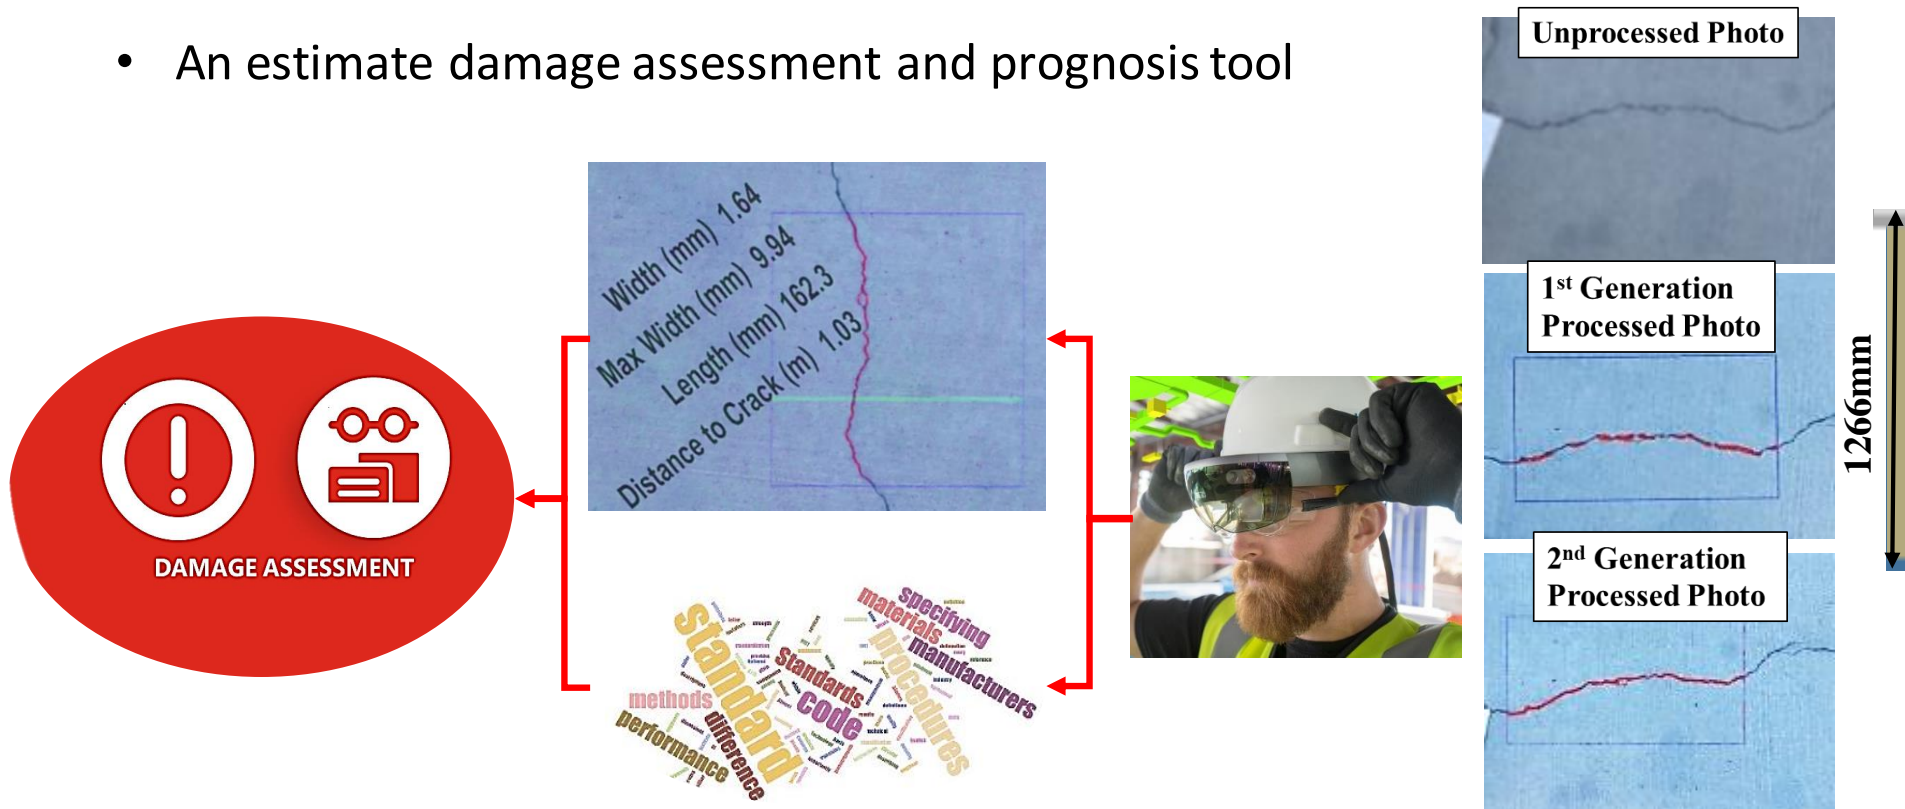 • An estimate damage assessment and prognosis tool
Unprocessed Photo
Width (mm) 1.64
Max Width (mm) 9.94
Length (mm) 162.3
Distance to Crack (m) 1.03
1st Generation
Processed Photo
1266mm
2nd Generation
Processed Photo
DAMAGE ASSESSMENT
specifying
materials
manufacturers
procedures
standard
standards
code
methods
performance
difference